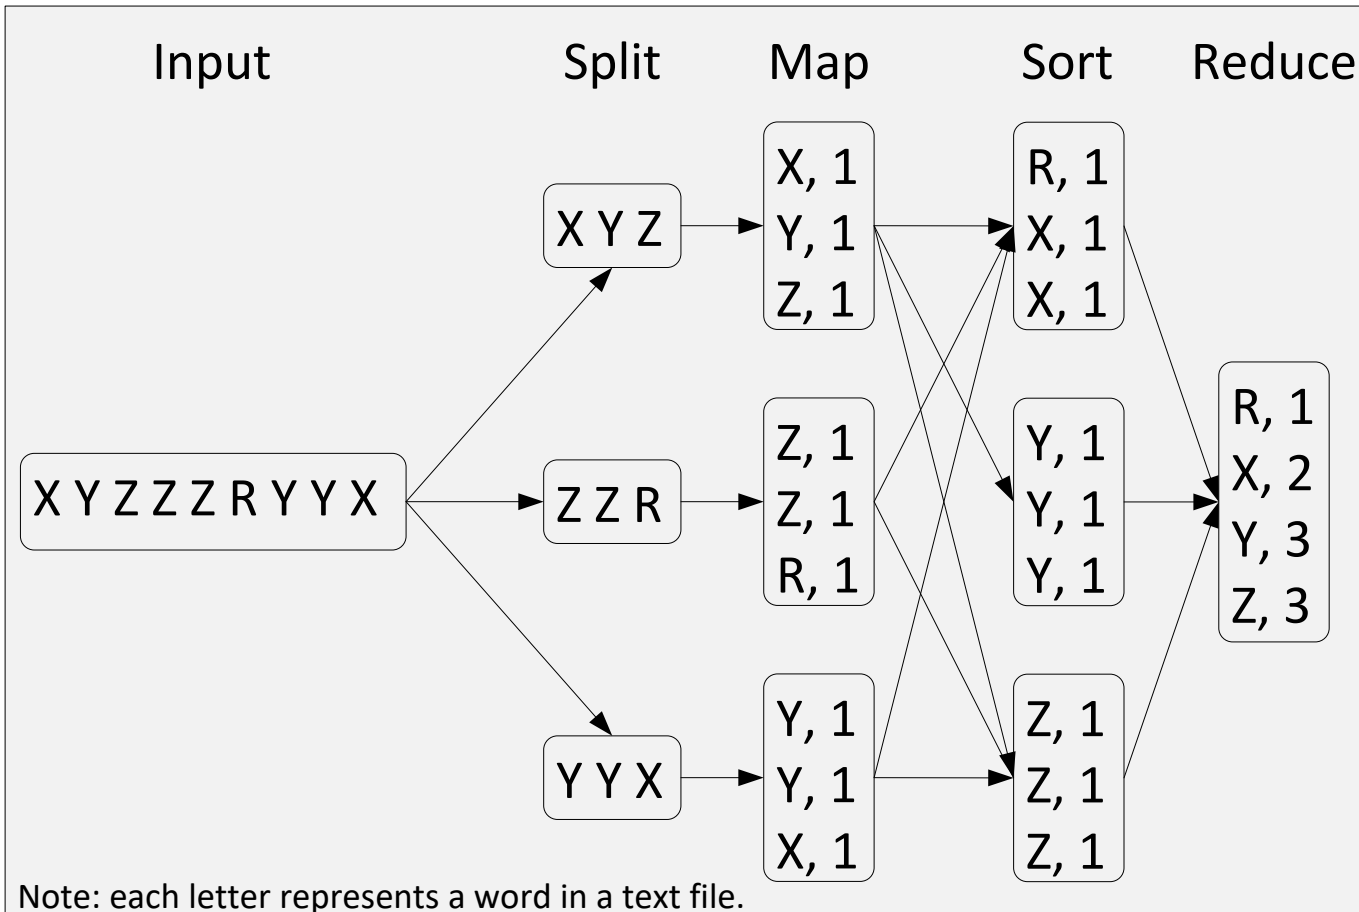 Input Split Map Sort Reduce
X Y Z
X, 1
Y, 1
Z, 1
R, 1
X, 1
X, 1
X Y Z Z Z R Y Y X
Z Z R
Z, 1
Z, 1
R, 1
Y, 1
Y, 1
Y, 1
R, 1
X, 2
Y, 3
Z, 3
Y Y X
Y, 1
Y, 1
X, 1
Z, 1
Z, 1
Z, 1
Note: each letter represents a word in a text file.